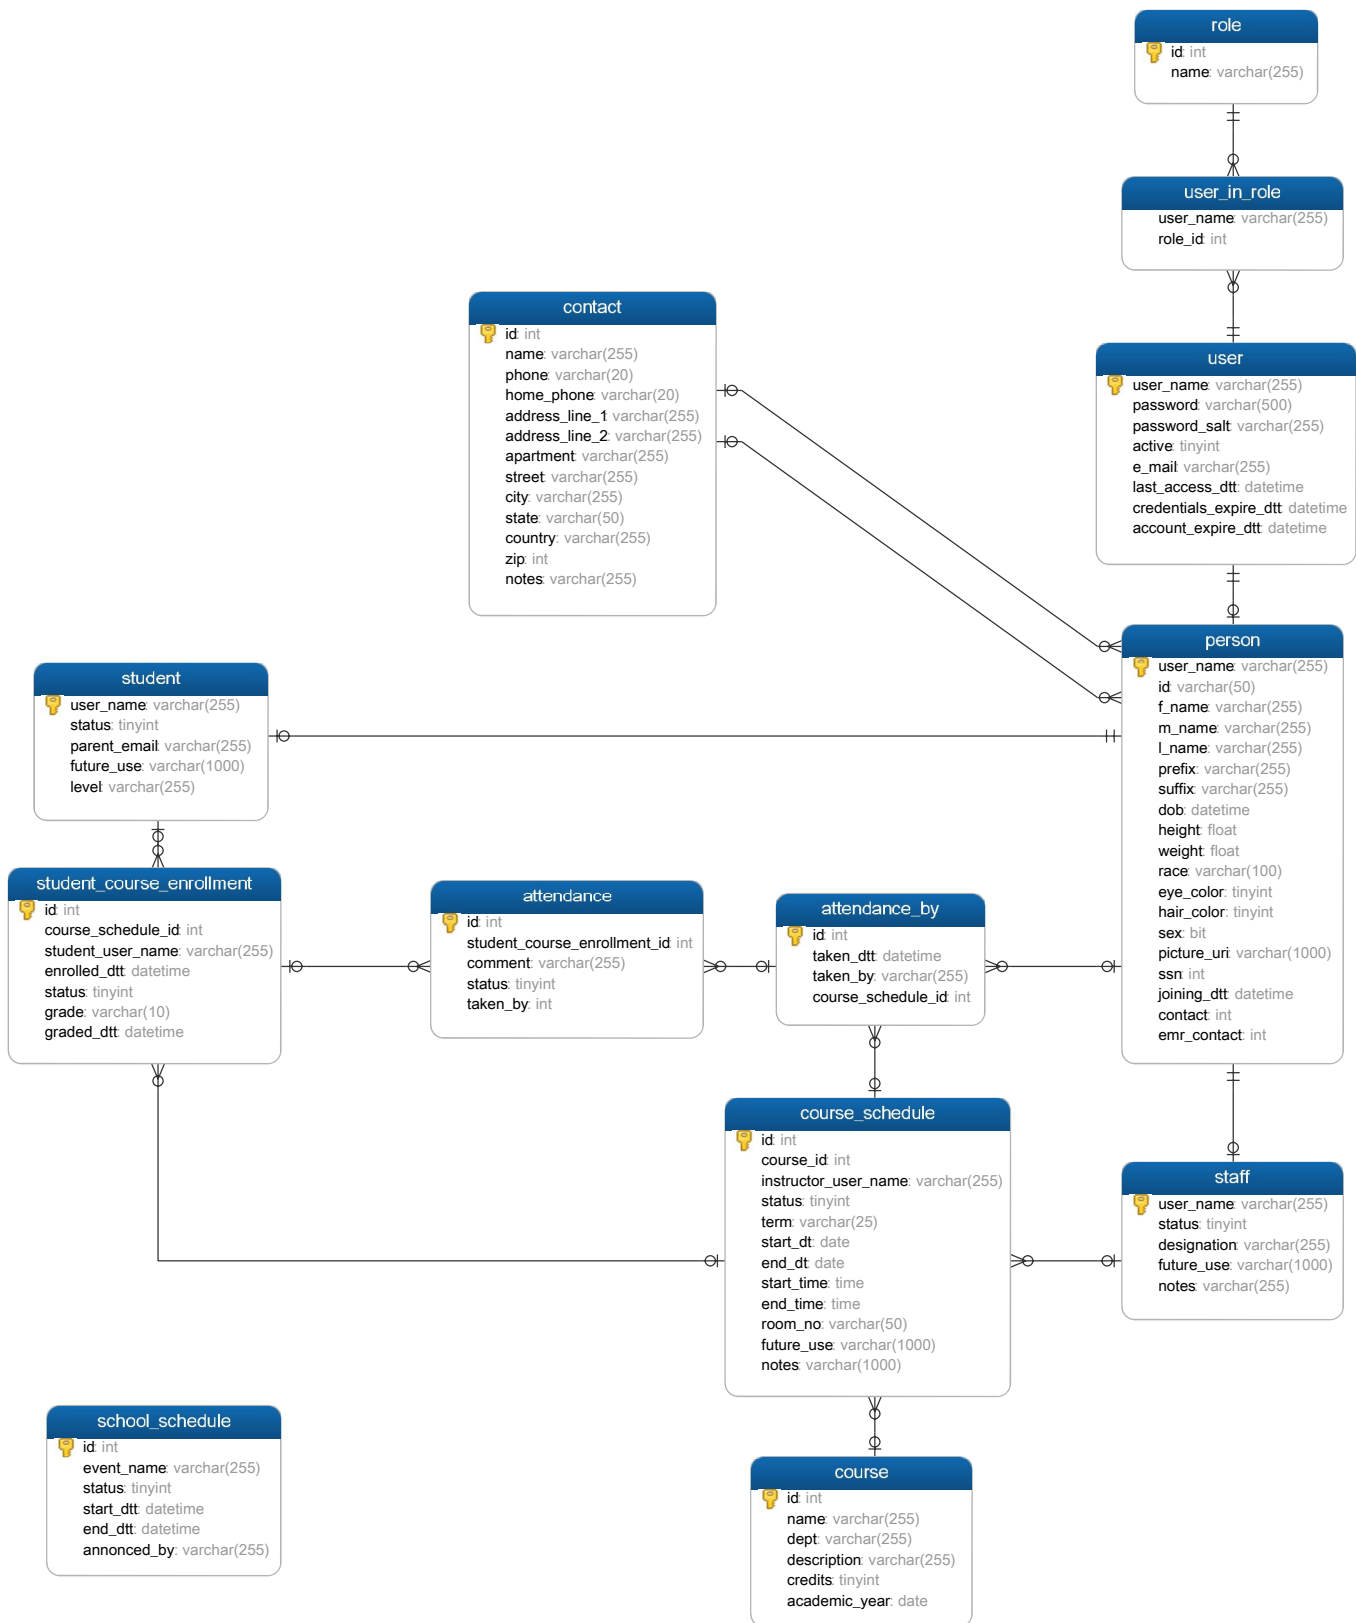 role
id: int
name: varchar(255)
user_in_role
user_name: varchar(255)
role_id: int
contact
id: int
name: varchar(255)
phone: varchar(20)
home_phone: varchar(20)
address_line_1: varchar(255)
address_line_2: varchar(255)
apartment: varchar(255)
street: varchar(255)
city: varchar(255)
state: varchar(50)
country: varchar(255)
zip: int
notes: varchar(255)
user
user_name: varchar(255)
password: varchar(500)
password_salt: varchar(255)
active: tinyint
e_mail: varchar(255)
last_access_dtt: datetime
credentials_expire_dtt: datetime
account_expire_dtt: datetime
person
user_name: varchar(255)
id: varchar(50)
f_name: varchar(255)
m_name: varchar(255)
l_name: varchar(255)
prefix: varchar(255)
suffix: varchar(255)
dob: datetime
height: float
weight: float
race: varchar(100)
eye_color: tinyint
hair_color: tinyint
sex: bit
picture_uri: varchar(1000)
ssn: int
joining_dtt: datetime
contact: int
emr_contact: int
student
user_name: varchar(255)
status: tinyint
parent_email: varchar(255)
future_use: varchar(1000)
level: varchar(255)
student_course_enrollment
id: int
course_schedule_id: int
student_user_name: varchar(255)
enrolled_dtt: datetime
status: tinyint
grade: varchar(10)
graded_dtt: datetime
attendance
id: int
student_course_enrollment_id: int
comment: varchar(255)
status: tinyint
taken_by: int
attendance_by
id: int
taken_dtt: datetime
taken_by: varchar(255)
course_schedule_id: int
course_schedule
id: int
course_id: int
instructor_user_name: varchar(255)
status: tinyint
term: varchar(25)
start_dt: date
end_dt: date
start_time: time
end_time: time
room_no: varchar(50)
future_use: varchar(1000)
notes: varchar(1000)
staff
user_name: varchar(255)
status: tinyint
designation: varchar(255)
future_use: varchar(1000)
notes: varchar(255)
school_schedule
id: int
event_name: varchar(255)
status: tinyint
start_dtt: datetime
end_dtt: datetime
annonced_by: varchar(255)
course
id: int
name: varchar(255)
dept: varchar(255)
description: varchar(255)
credits: tinyint
academic_year: date